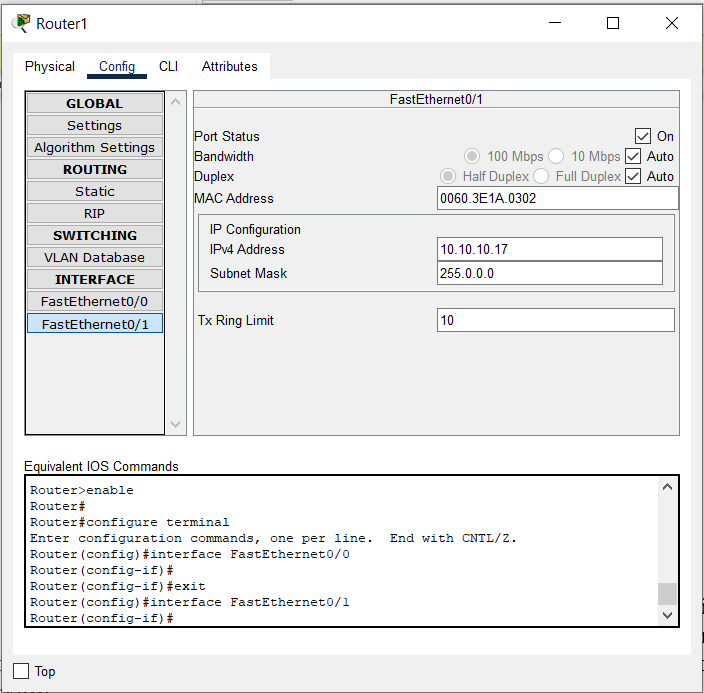 Router1
Physical Config CLI Attributes
GLOBAL
Settings
Algorithm Settings
ROUTING
Static
RIP
SWITCHING
VLAN Database
INTERFACE
FastEthernet0/0
FastEthernet0/1
FastEthernet0/1
Port Status On
Bandwidth 100 Mbps 10 Mbps Auto
Duplex Half Duplex Full Duplex Auto
MAC Address 0060.3E1A.0302
IP Configuration
IPv4 Address 10.10.10.17
Subnet Mask 255.0.0.0
Tx Ring Limit 10
Equivalent IOS Commands
Router>enable
Router#
Router#configure terminal
Enter configuration commands, one per line. End with CNTL/Z.
Router(config)#interface FastEthernet0/0
Router(config-if)#
Router(config-if)#exit
Router(config)#interface FastEthernet0/1
Router(config-if)#
Top